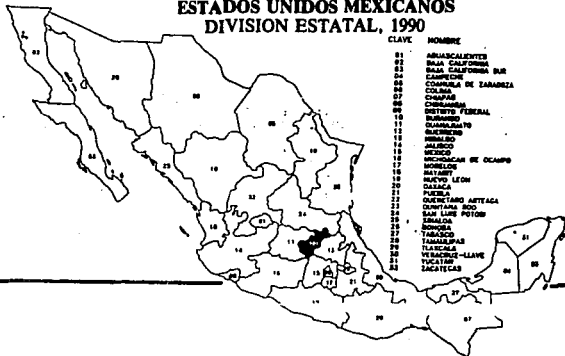 ESTADOS UNIDOS MEXICANOS
DIVISION ESTATAL, 1990
CLAVE NOMBRE
01 AGUASCALIENTES
02 BAJA CALIFORNIA
03 BAJA CALIFORNIA SUR
04 CAMPECHE
05 COAHUILA DE ZARAGOZA
06 COLIMA
07 CHIAPAS
08 CHIHUAHUA
09 DISTRITO FEDERAL
10 DURANGO
11 GUANAJUATO
12 GUERRERO
13 HIDALGO
14 JALISCO
15 MEXICO
16 MICHOACAN DE OCAMPO
17 MORELOS
18 NAYARIT
19 NUEVO LEON
20 OAXACA
21 PUEBLA
22 QUERETARO ARTEAGA
23 QUINTANA ROO
24 SAN LUIS POTOSI
25 SINALOA
26 SONORA
27 TABASCO
28 TAMAULIPAS
29 TLAXCALA
30 VERACRUZ-LLAVE
31 YUCATAN
32 ZACATECAS